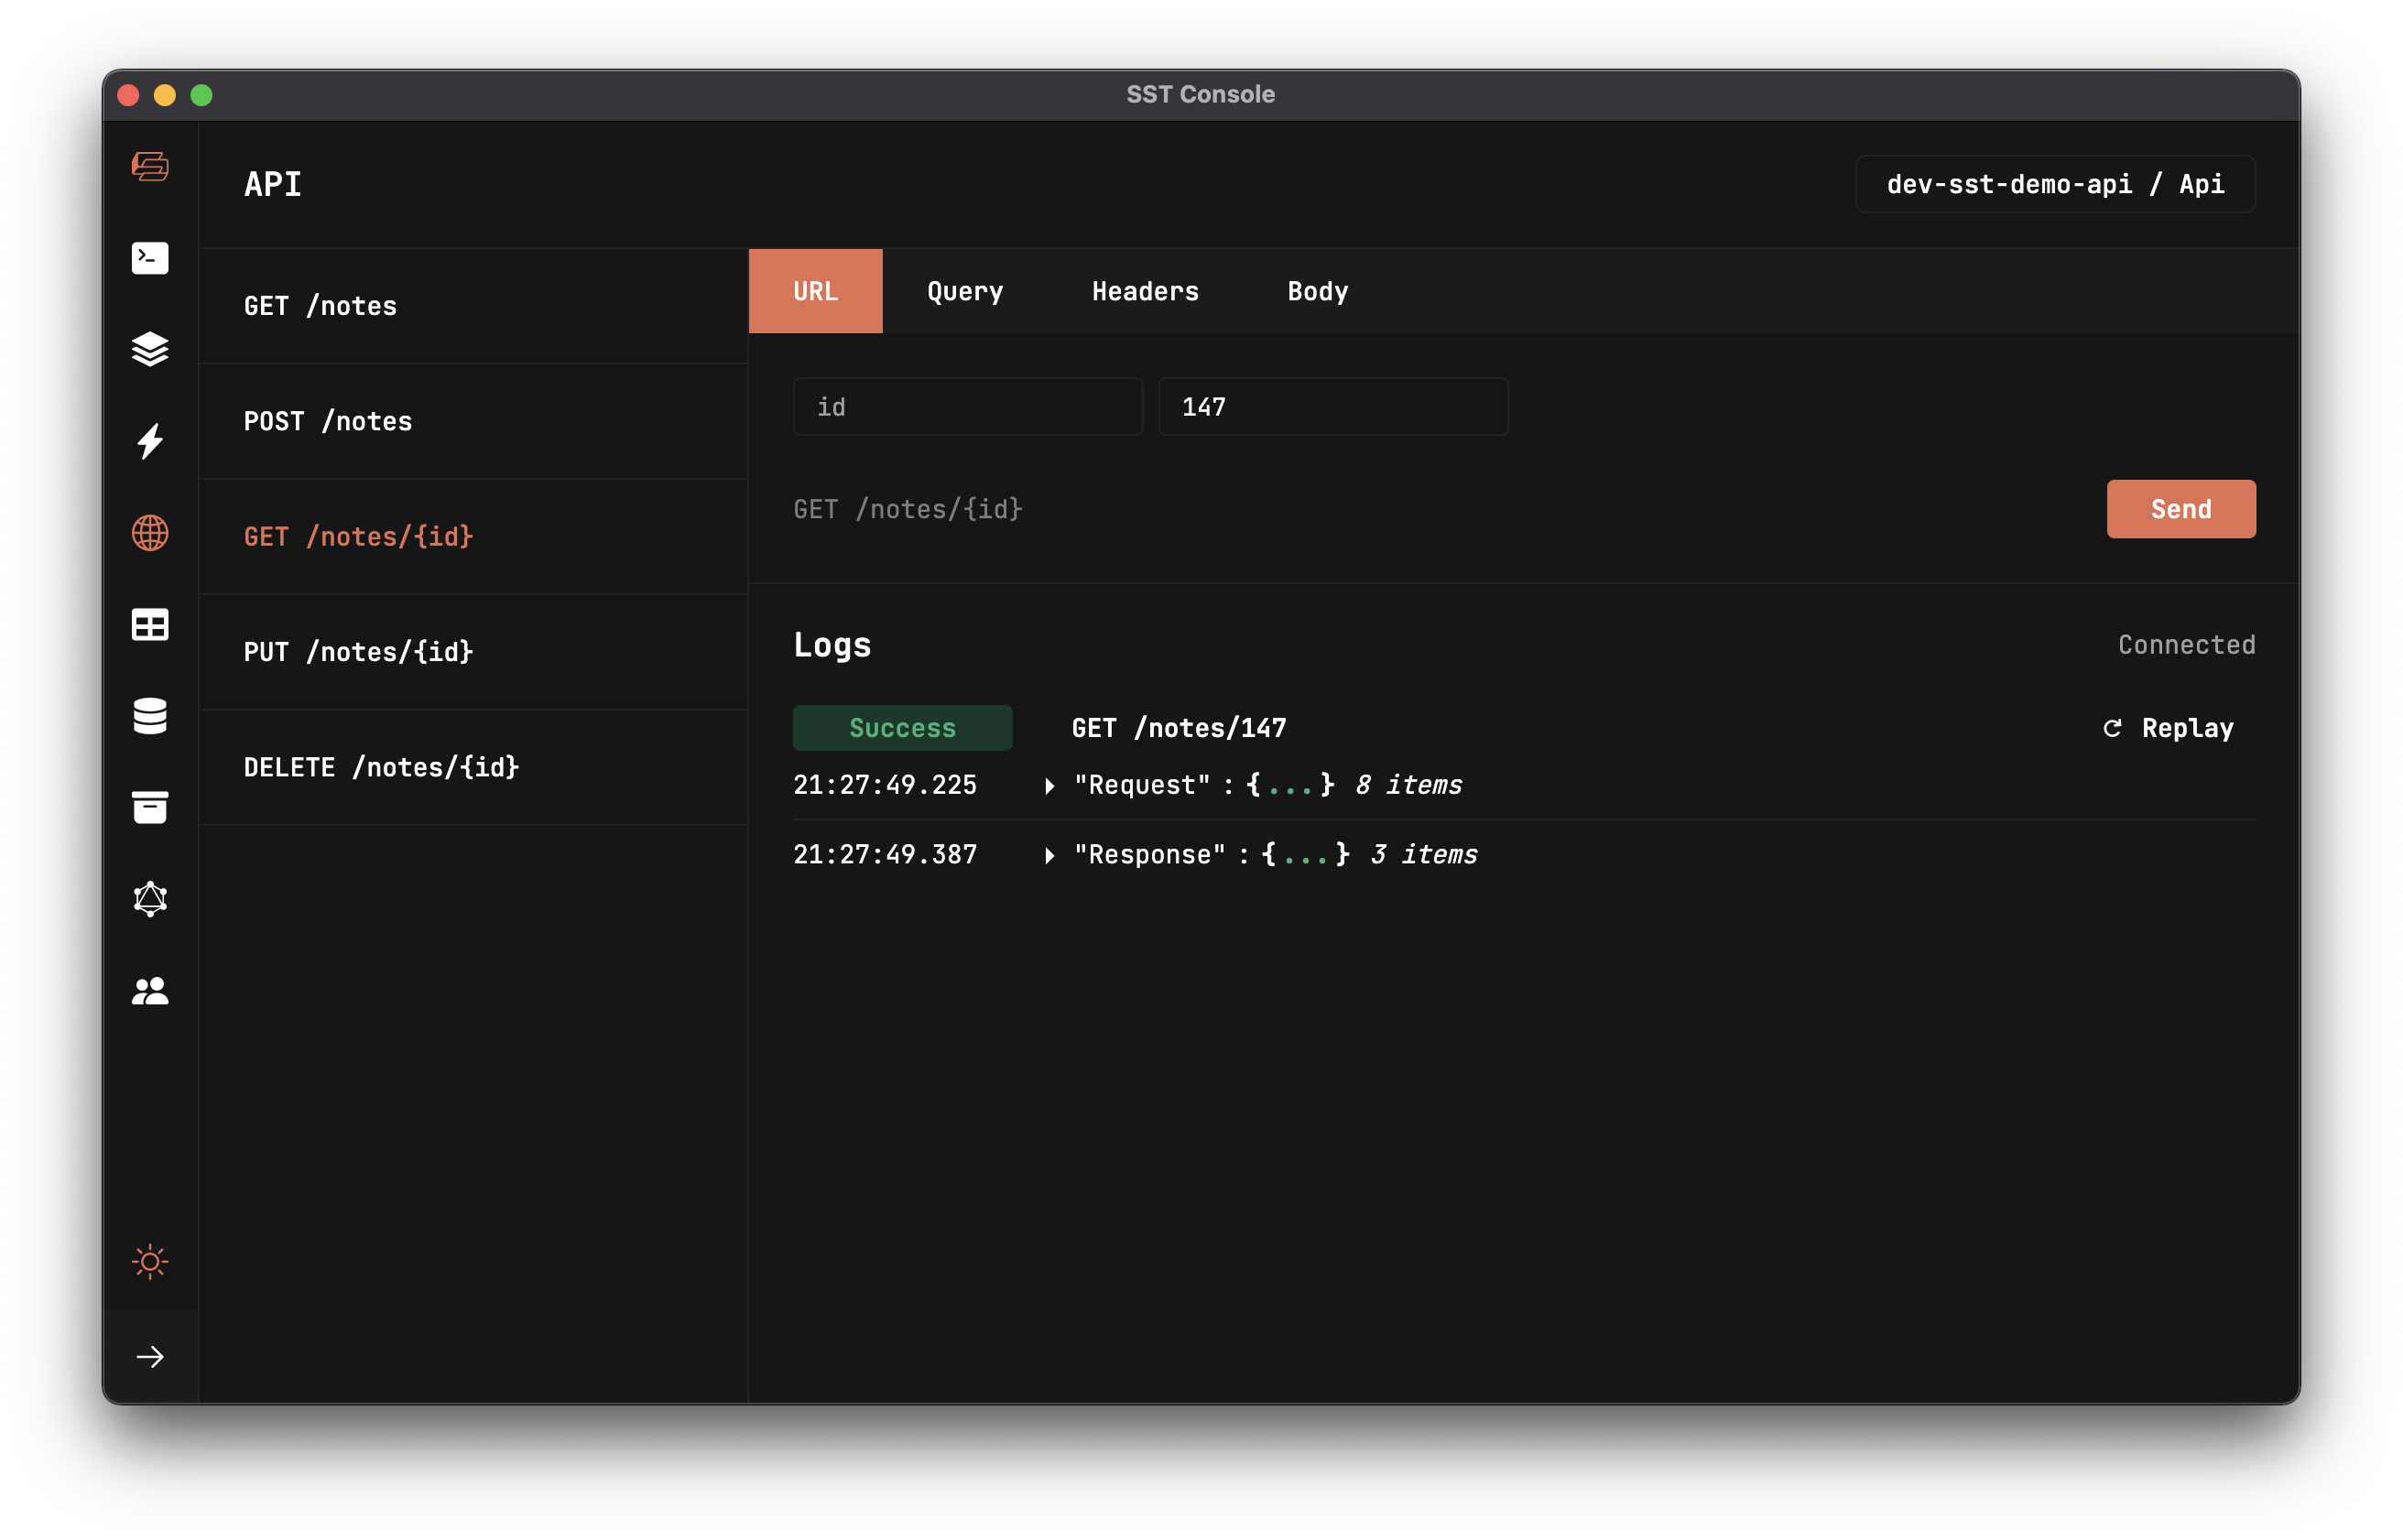 SST Console
API
dev-sst-demo-api / Api
GET /notes
POST /notes
GET /notes/{id}
PUT /notes/{id}
DELETE /notes/{id}
URL Query Headers Body
id 147
GET /notes/{id} Send
Logs Connected
Success GET /notes/147 Replay
21:27:49.225 "Request" : {...} 8 items
21:27:49.387 "Response" : {...} 3 items